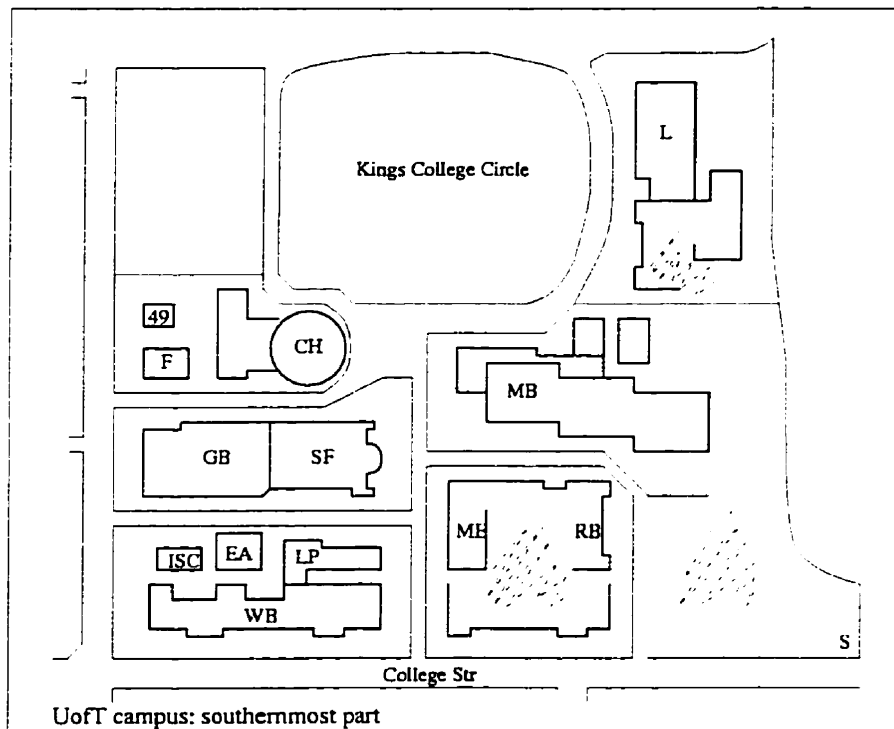 L
Kings College Circle
49
F
CH
MB
GB
SF
ME
RB
ISC
EA
LP
WB
S
College Str
UofT campus: southernmost part